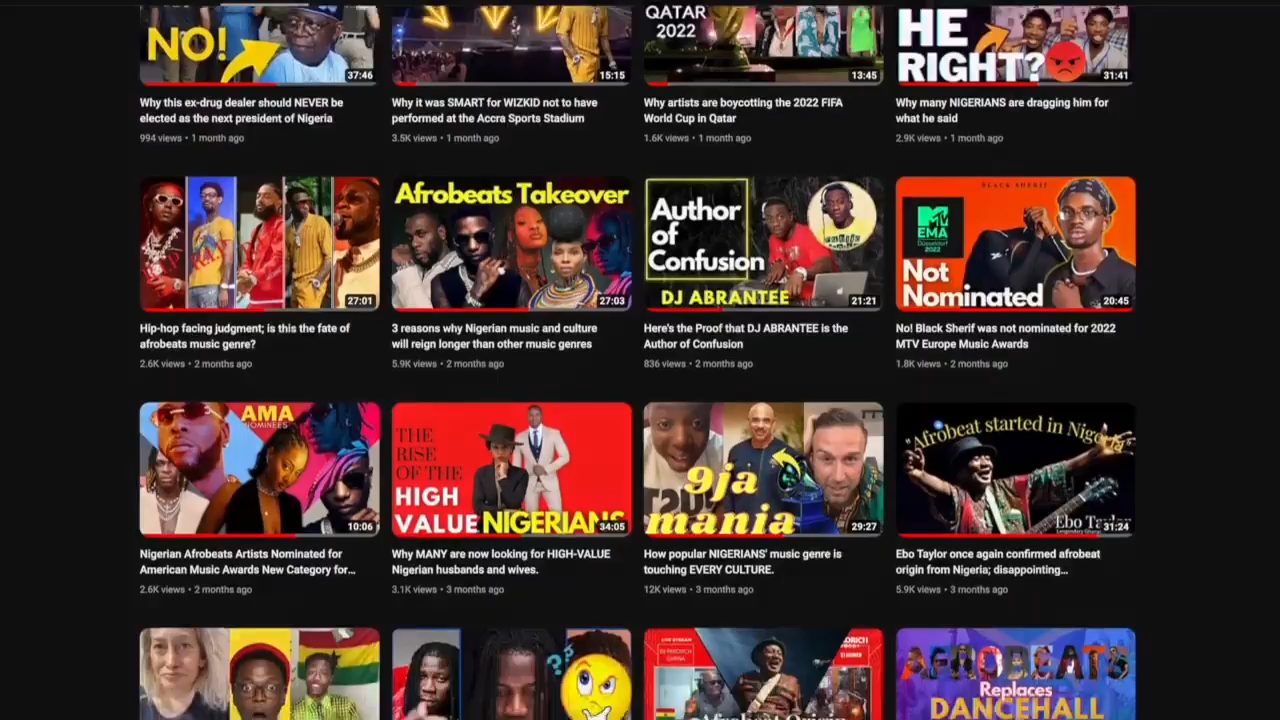 NO!
37:46
15:15
QATAR
2022
13:45
HE
RIGHT?
31:41
Why this ex-drug dealer should NEVER be
elected as the next president of Nigeria
994 views • 1 month ago
Why it was SMART for WIZKID not to have
performed at the Accra Sports Stadium
3.5K views • 1 month ago
Why artists are boycotting the 2022 FIFA
World Cup in Qatar
1.6K views • 1 month ago
Why many NIGERIANS are dragging him for
what he said
2.9K views • 1 month ago
27:01
Afrobeats Takeover
27:03
Author
of
Confusion
DJ ABRANTEE
21:21
BLACK SHERIF
MTV
EMA
Düsseldorf
2022
Not
Nominated
20:45
Hip-hop facing judgment; is this the fate of
afrobeats music genre?
2.6K views • 2 months ago
3 reasons why Nigerian music and culture
will reign longer than other music genres
5.9K views • 2 months ago
Here's the Proof that DJ ABRANTEE is the
Author of Confusion
836 views • 2 months ago
No! Black Sherif was not nominated for 2022
MTV Europe Music Awards
1.8K views • 2 months ago
AMA
NOMINEES
10:06
THE
RISE
OF THE
HIGH
VALUE NIGERIANS
34:05
9ja
mania
29:27
"Afrobeat started in Nigeria"
Ebo Taylor
31:24
Nigerian Afrobeats Artists Nominated for
American Music Awards New Category for...
2.6K views • 2 months ago
Why MANY are now looking for HIGH-VALUE
Nigerian husbands and wives.
3.1K views • 3 months ago
How popular NIGERIANS' music genre is
touching EVERY CULTURE.
12K views • 3 months ago
Ebo Taylor once again confirmed afrobeat
origin from Nigeria; disappointing...
5.9K views • 3 months ago
AFROBEATS
Replaces
DANCEHALL